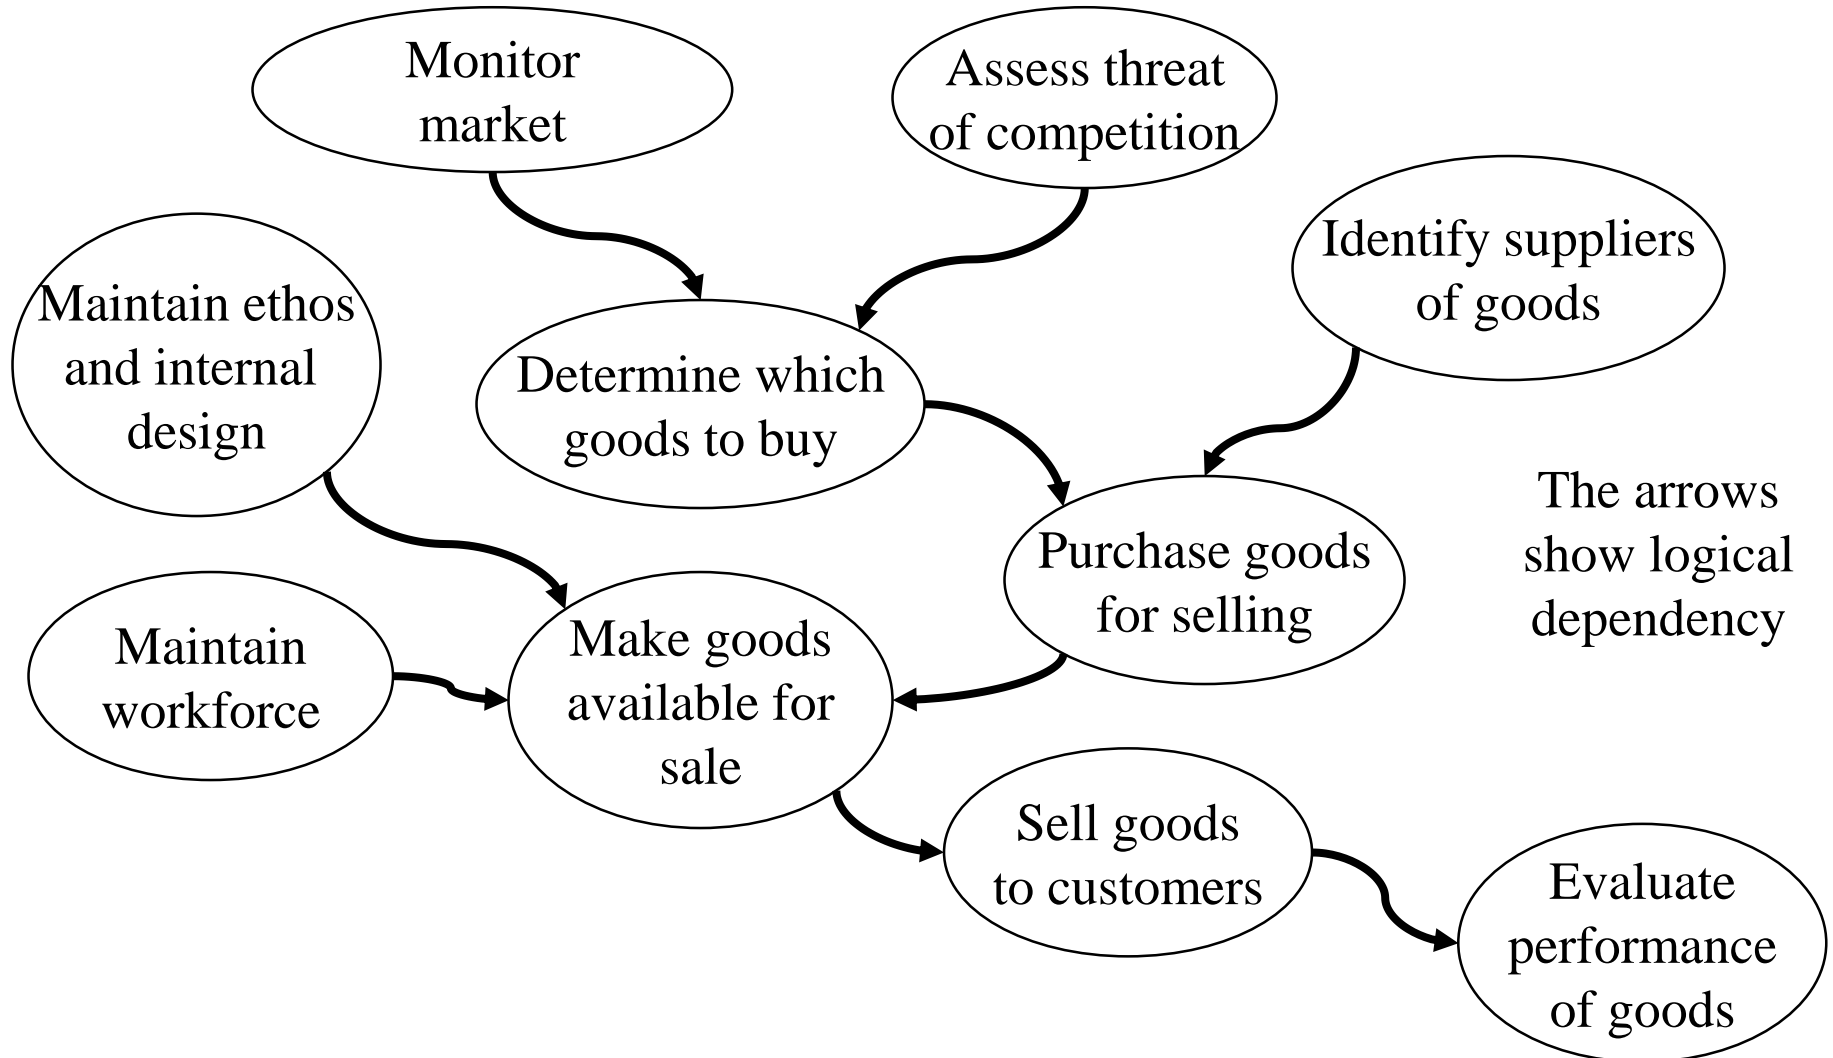 Monitor
market
Assess threat
of competition
Identify suppliers
of goods
Maintain ethos
and internal
design
Determine which
goods to buy
The arrows
show logical
dependency
Purchase goods
for selling
Maintain
workforce
Make goods
available for
sale
Sell goods
to customers
Evaluate
performance
of goods